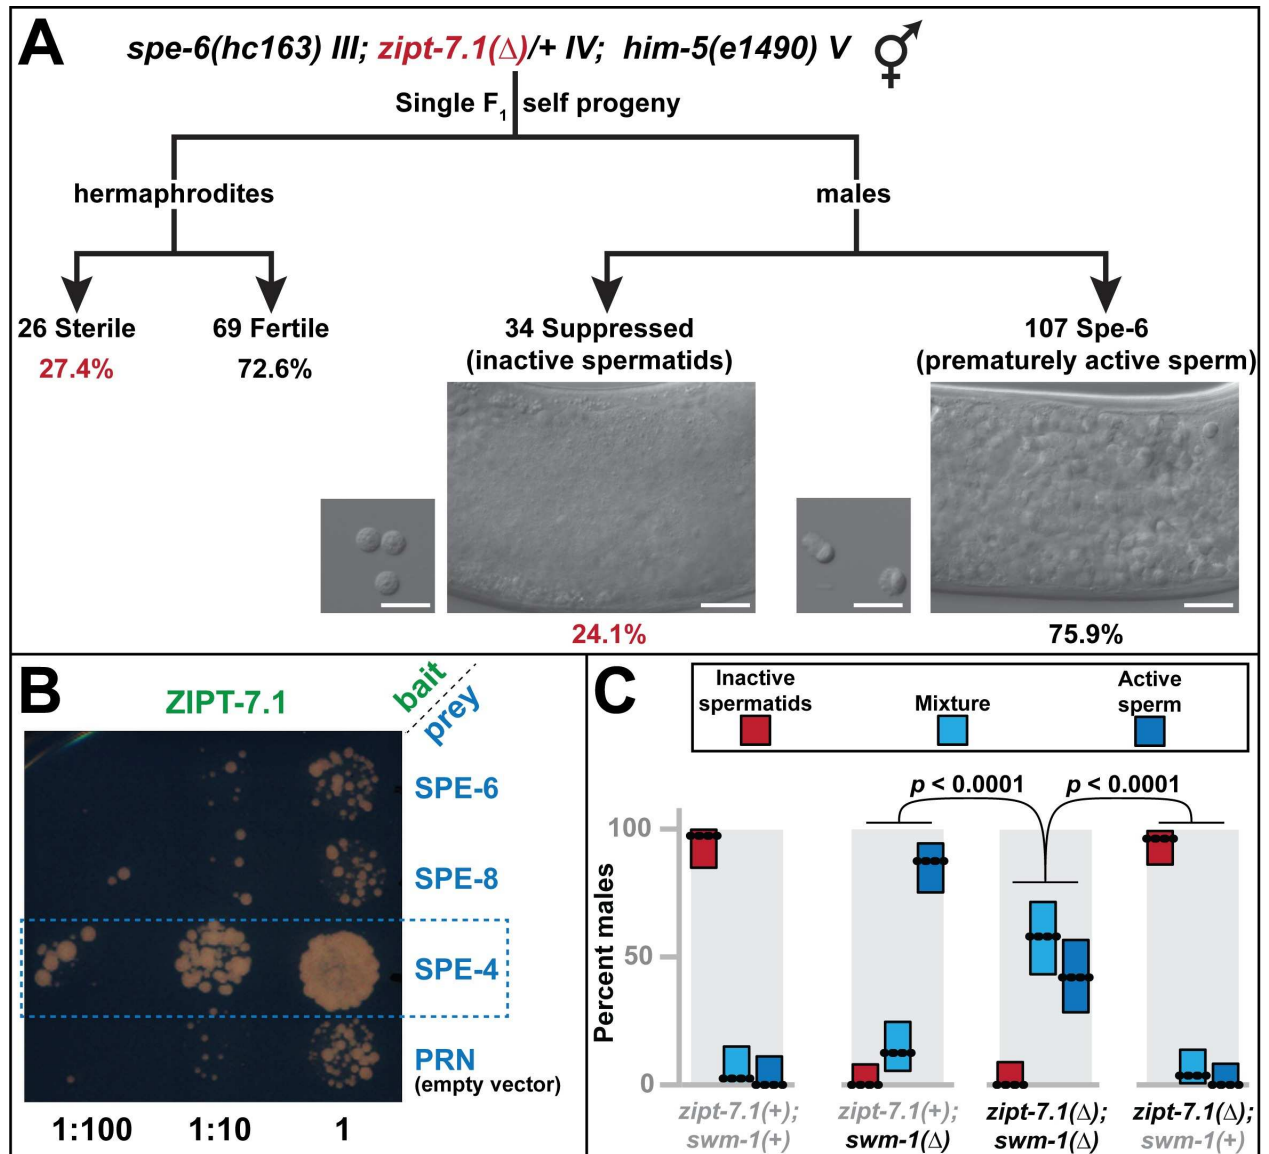 A
spe-6(hc163) III; zipt-7.1(Δ)/+ IV; him-5(e1490) V
Single F1 self progeny
hermaphrodites
males
26 Sterile
27.4%
69 Fertile
72.6%
34 Suppressed
(inactive spermatids)
24.1%
107 Spe-6
(prematurely active sperm)
75.9%
B
ZIPT-7.1
bait
prey
SPE-6
SPE-8
SPE-4
PRN
(empty vector)
1:100 1:10 1
C
Inactive
spermatids
Mixture
Active
sperm
p < 0.0001 p < 0.0001
Percent males
100
50
0
zipt-7.1(+);
swm-1(+)
zipt-7.1(+);
swm-1(Δ)
zipt-7.1(Δ);
swm-1(Δ)
zipt-7.1(Δ);
swm-1(+)